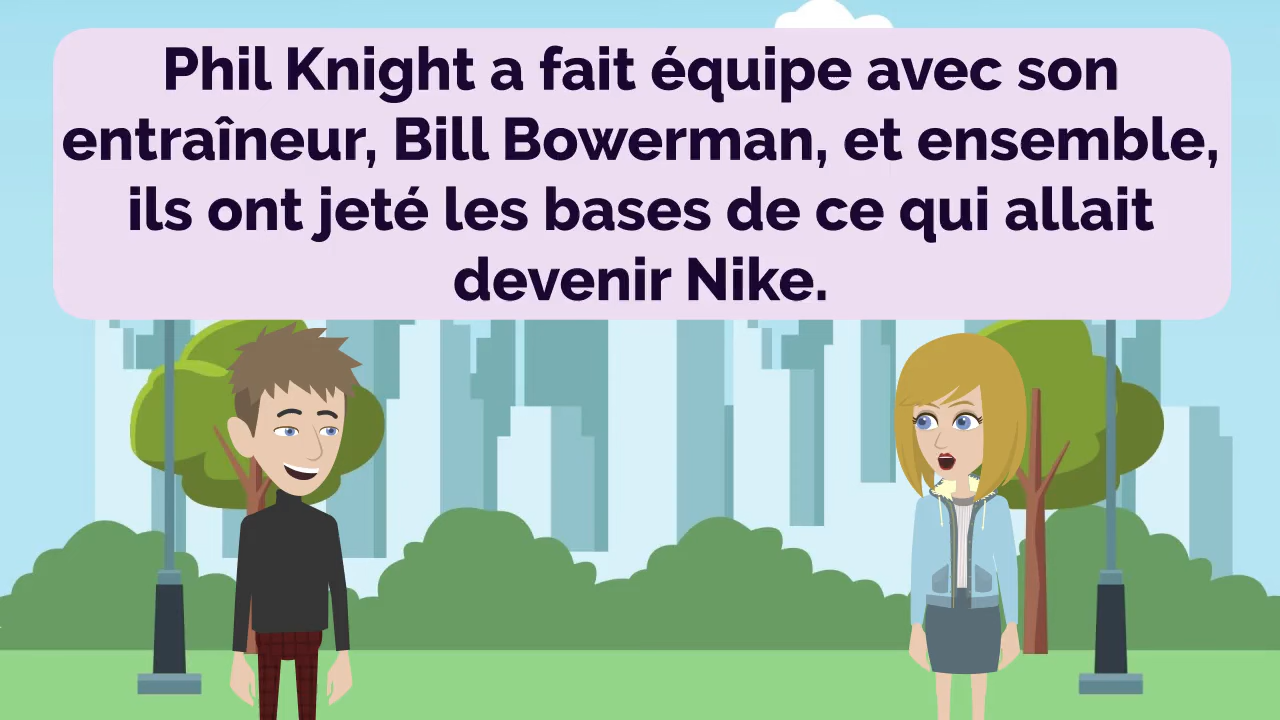 Phil Knight a fait équipe avec son
entraîneur, Bill Bowerman, et ensemble,
ils ont jeté les bases de ce qui allait
devenir Nike.